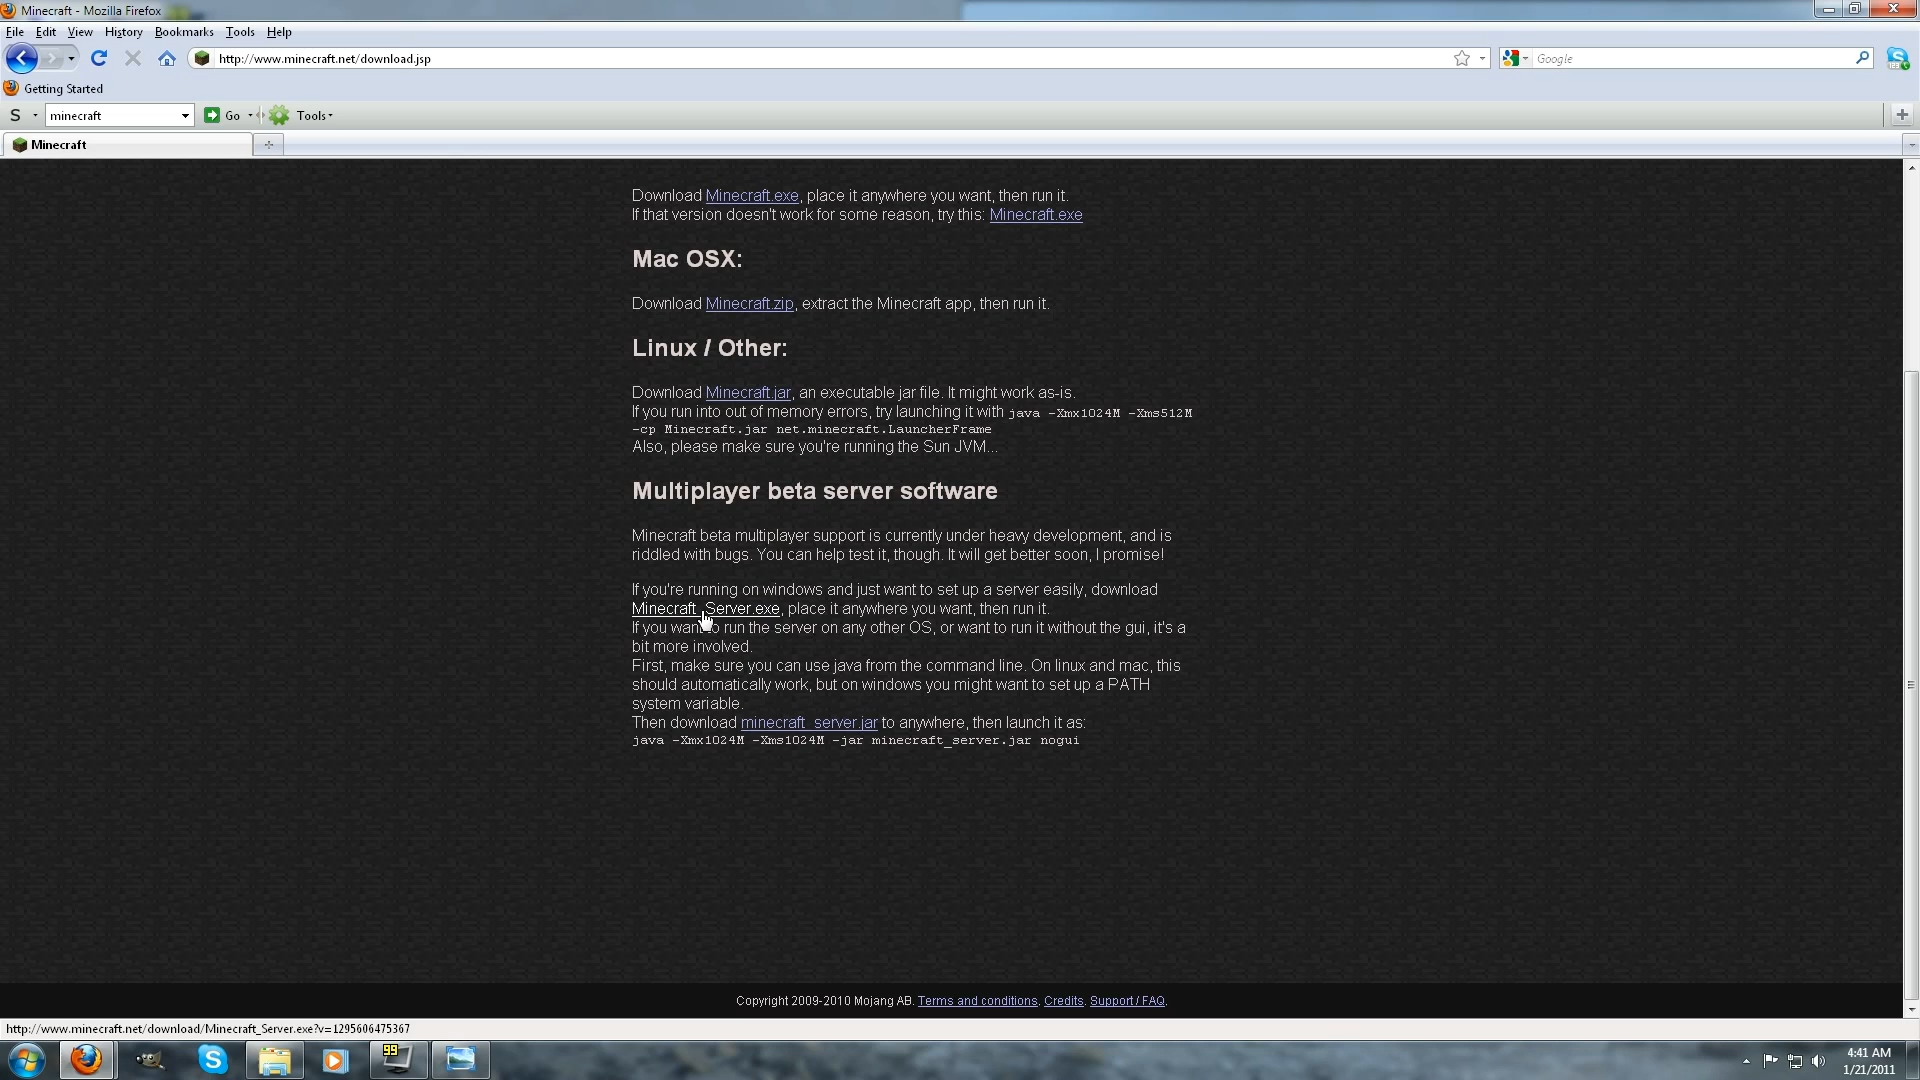 Minecraft - Mozilla Firefox
File Edit View History Bookmarks Tools Help
http://www.minecraft.net/download.jsp
Google
Getting Started
S minecraft Go Tools
Minecraft
Download Minecraft.exe, place it anywhere you want, then run it.
If that version doesn't work for some reason, try this: Minecraft.exe
Mac OSX:
Download Minecraft.zip, extract the Minecraft app, then run it.
Linux / Other:
Download Minecraft.jar, an executable jar file. It might work as-is.
If you run into out of memory errors, try launching it with java -Xmx1024M -Xms512M
-cp Minecraft.jar net.minecraft.LauncherFrame
Also, please make sure you're running the Sun JVM...
Multiplayer beta server software
Minecraft beta multiplayer support is currently under heavy development, and is
riddled with bugs. You can help test it, though. It will get better soon, I promise!
If you're running on windows and just want to set up a server easily, download
Minecraft_Server.exe, place it anywhere you want, then run it.
If you want to run the server on any other OS, or want to run it without the gui, it's a
bit more involved.
First, make sure you can use java from the command line. On linux and mac, this
should automatically work, but on windows you might want to set up a PATH
system variable.
Then download minecraft_server.jar to anywhere, then launch it as:
java -Xmx1024M -Xms1024M -jar minecraft_server.jar nogui
Copyright 2009-2010 Mojang AB. Terms and conditions. Credits. Support / FAQ.
http://www.minecraft.net/download/Minecraft_Server.exe?v=1295606475367
99
4:41 AM
1/21/2011